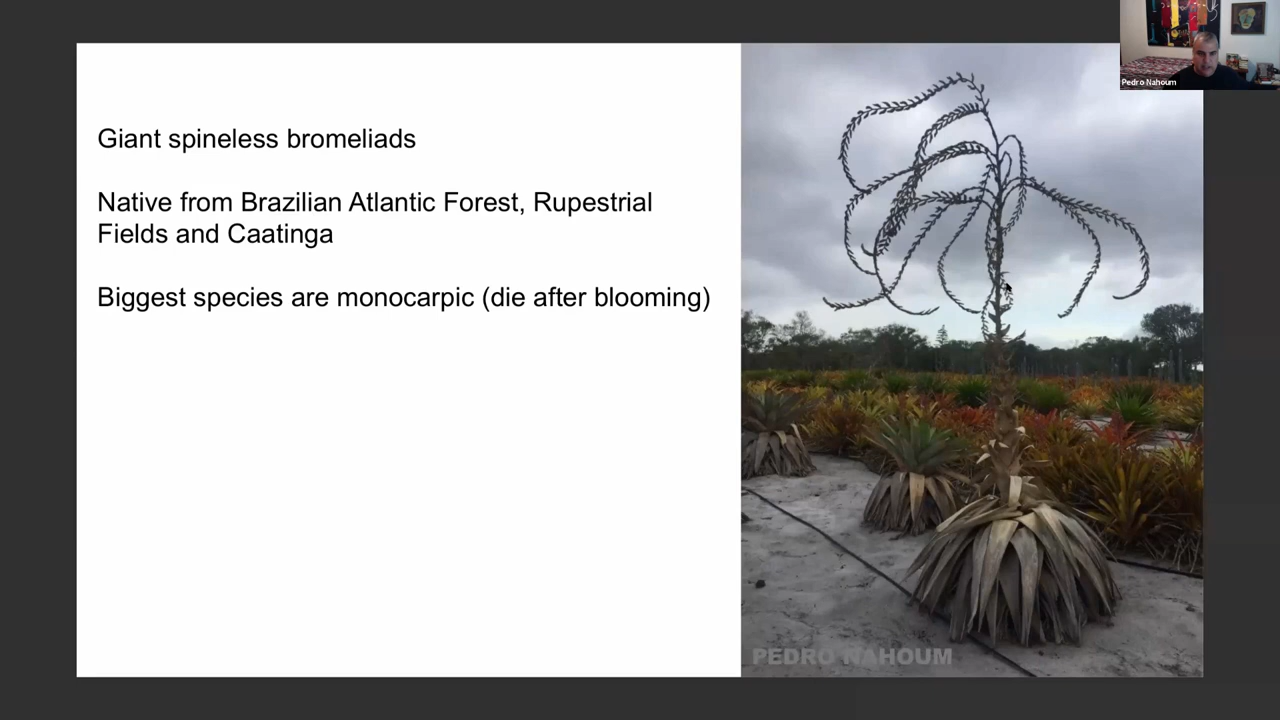 Pedro Nahoum
Giant spineless bromeliads
Native from Brazilian Atlantic Forest, Rupestrial
Fields and Caatinga
Biggest species are monocarpic (die after blooming)
PEDRO NAHOUM